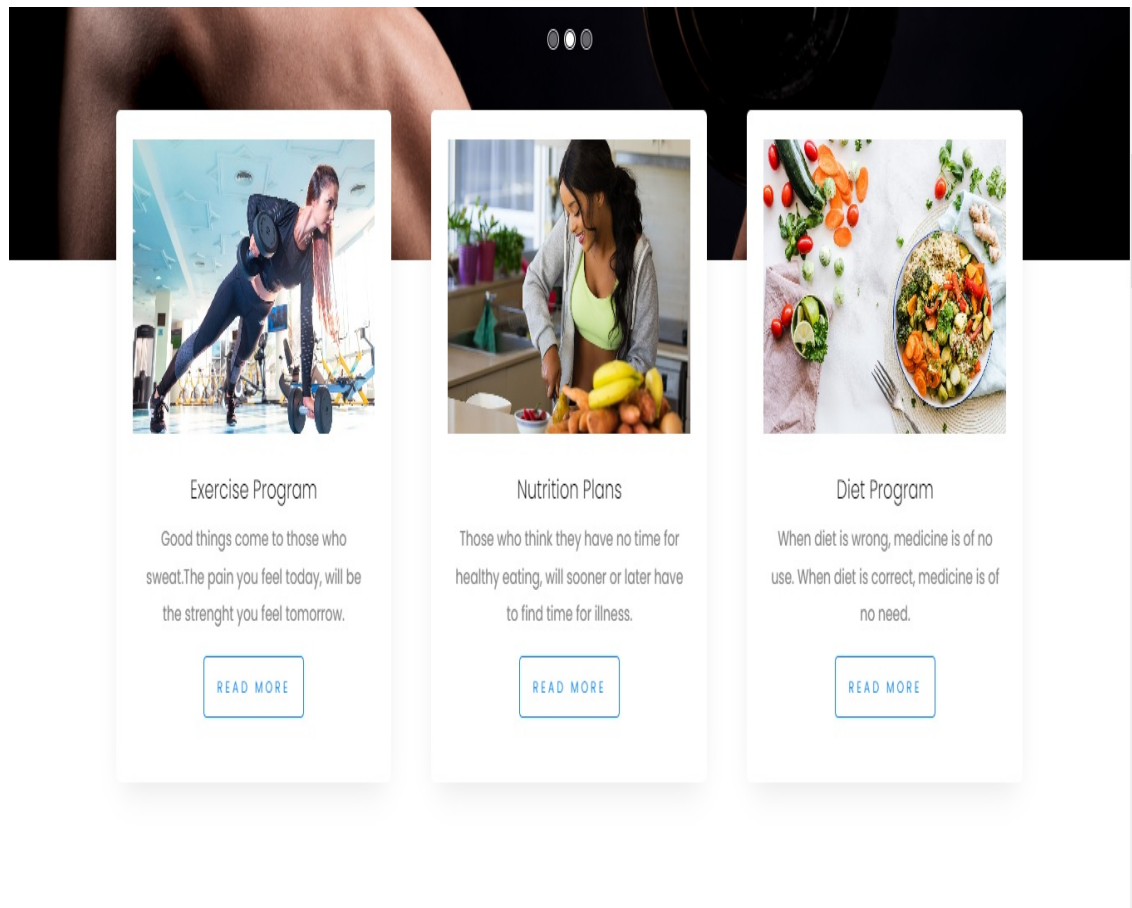 Exercise Program
Good things come to those who
sweat.The pain you feel today, will be
the strenght you feel tomorrow.
READ MORE
Nutrition Plans
Those who think they have no time for
healthy eating, will sooner or later have
to find time for illness.
READ MORE
Diet Program
When diet is wrong, medicine is of no
use. When diet is correct, medicine is of
no need.
READ MORE